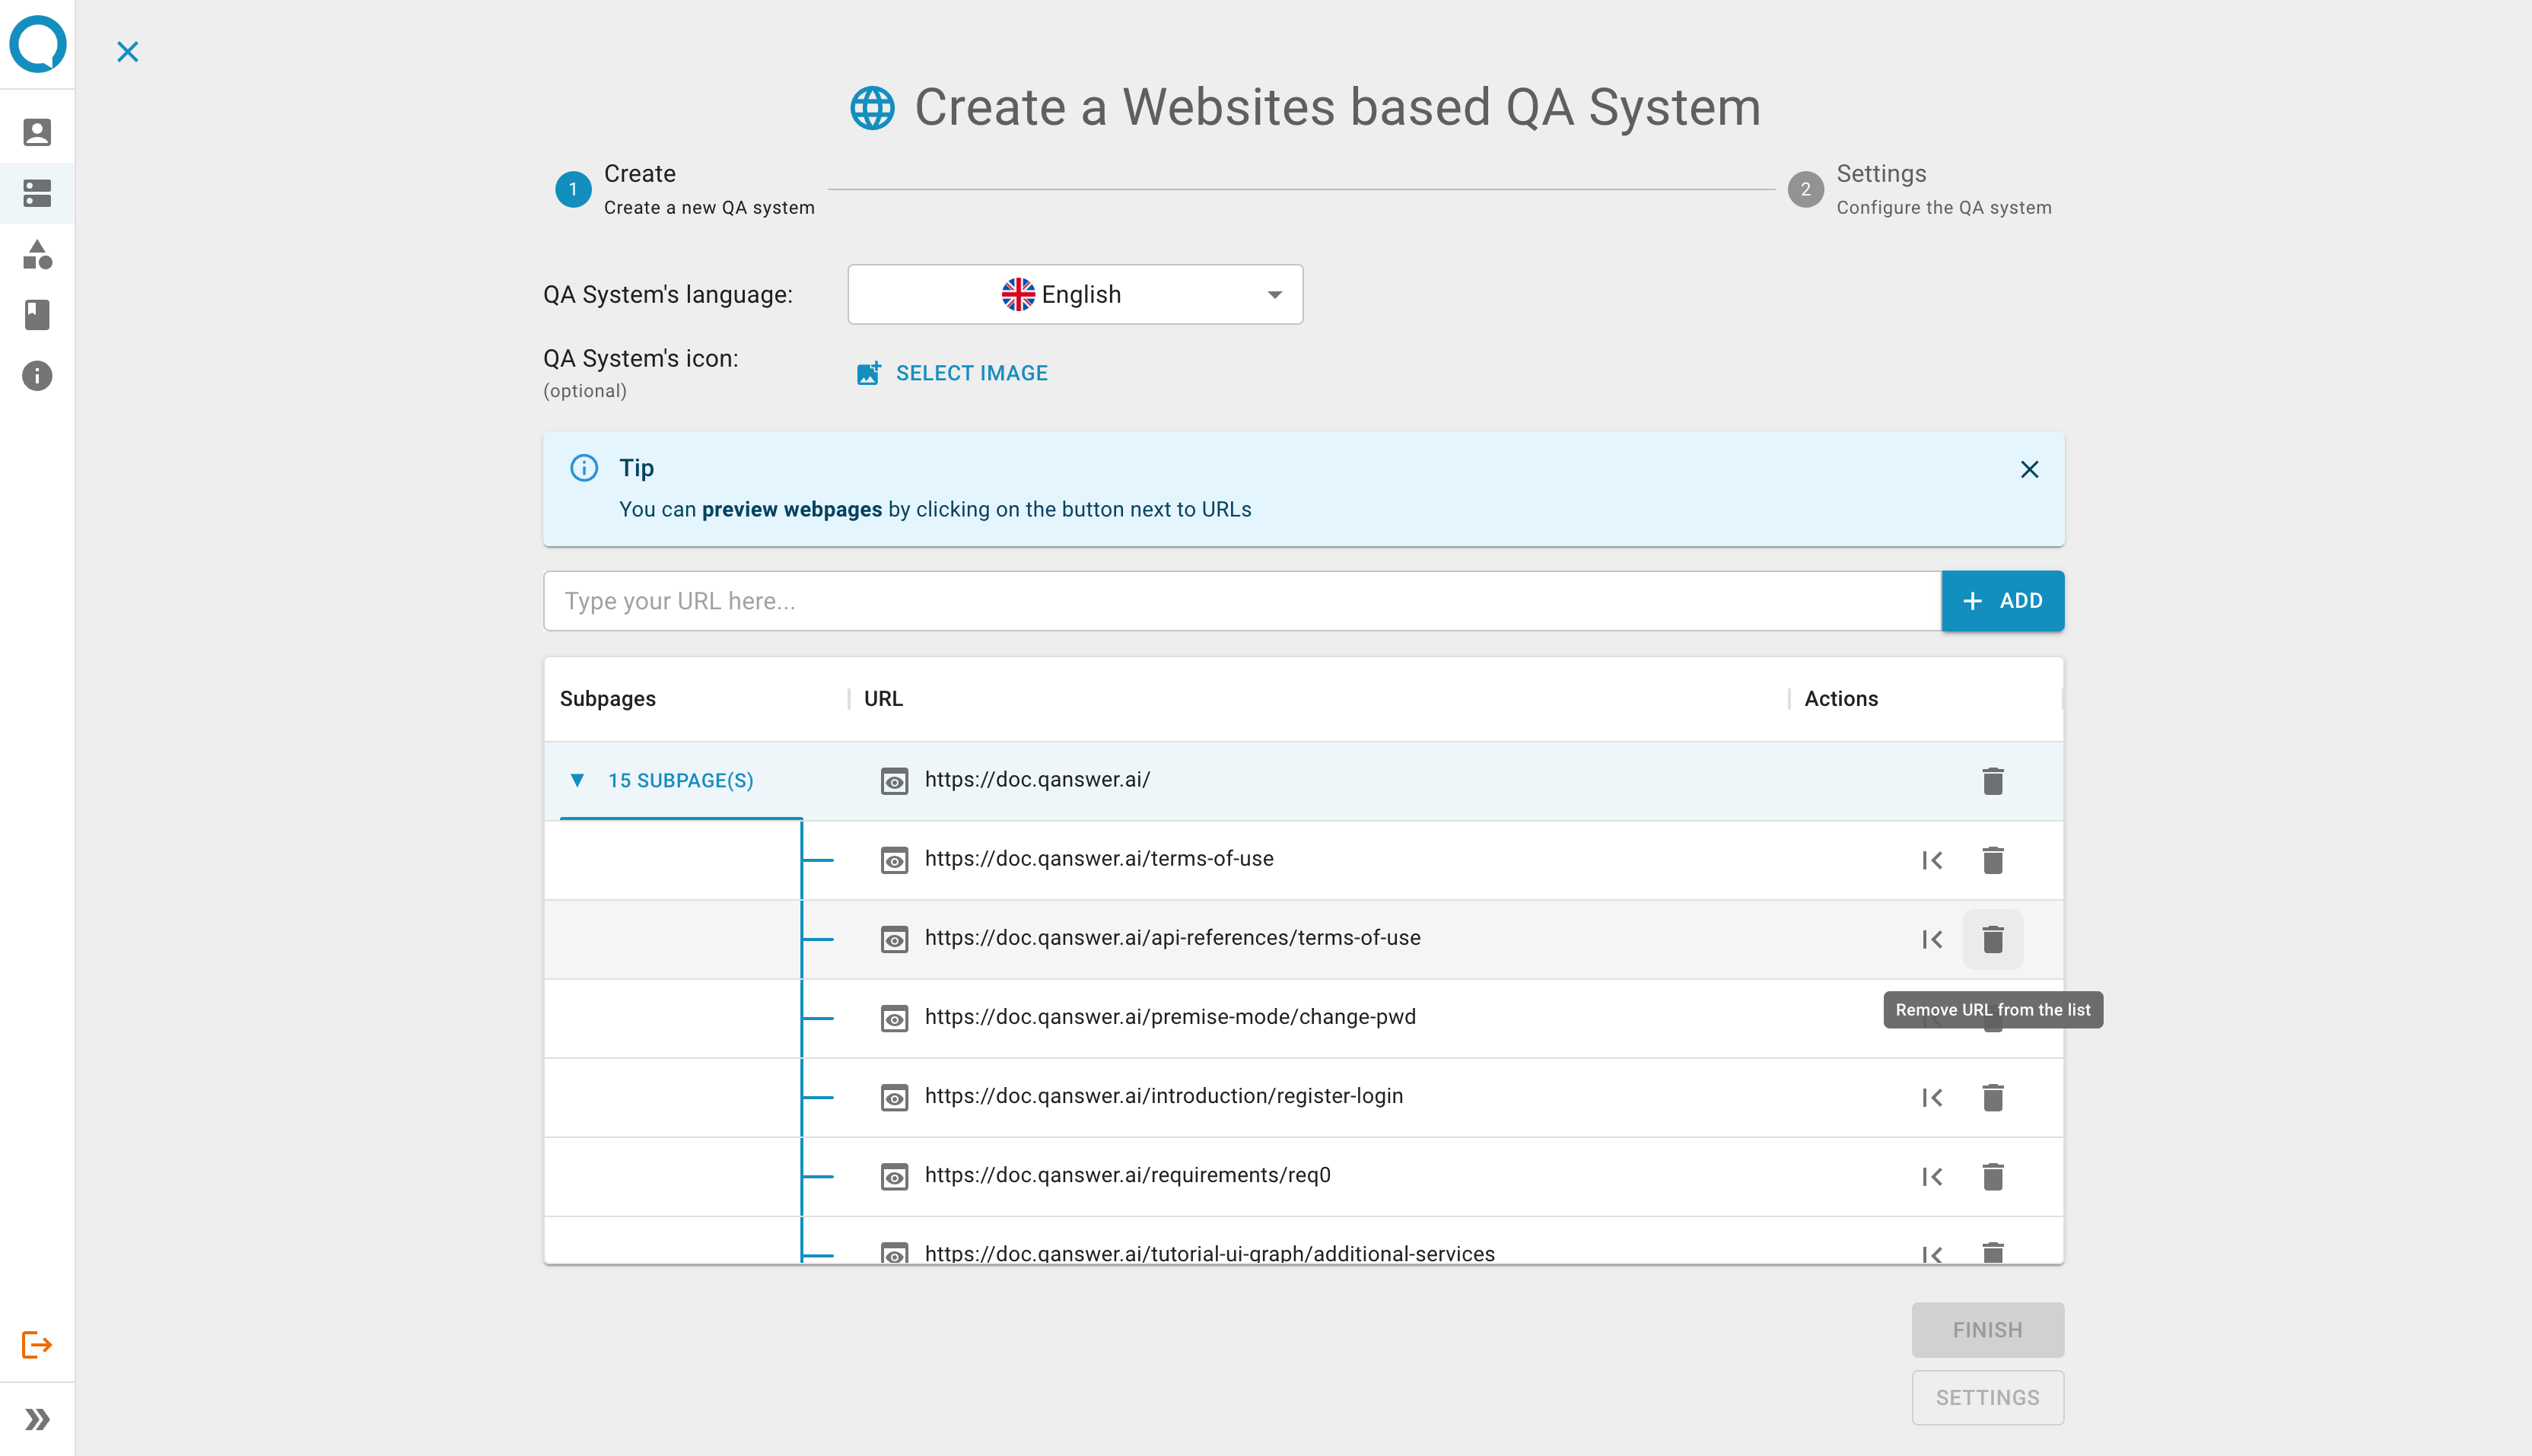 Create a Websites based QA System
1
Create
Create a new QA system
2
Settings
Configure the QA system
QA System's language:
English
QA System's icon:
(optional)
SELECT IMAGE
Tip
You can preview webpages by clicking on the button next to URLs
Type your URL here...
ADD
Subpages
URL
Actions
15 SUBPAGE(S)
https://doc.qanswer.ai/
https://doc.qanswer.ai/terms-of-use
https://doc.qanswer.ai/api-references/terms-of-use
Remove URL from the list
https://doc.qanswer.ai/premise-mode/change-pwd
https://doc.qanswer.ai/introduction/register-login
https://doc.qanswer.ai/requirements/req0
https://doc.qanswer.ai/tutorial-ui-graph/additional-services
FINISH
SETTINGS